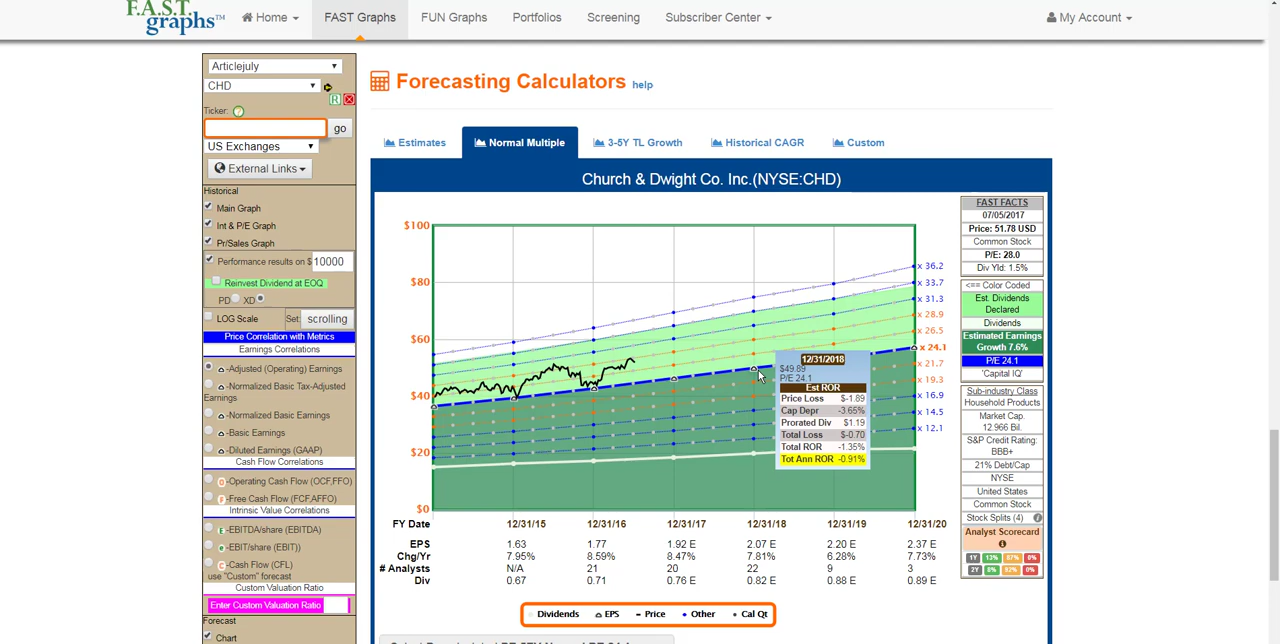 F.A.S.T.
graphs™
Home
FAST Graphs
FUN Graphs
Portfolios
Screening
Subscriber Center
My Account
Articlejuly
CHD
R
Ticker:
go
US Exchanges
External Links
Historical
Main Graph
Int & P/E Graph
Pr/Sales Graph
Performance results on $ 10000
Reinvest Dividend at EOQ
PD XD
LOG Scale Set: scrolling
Price Correlation with Metrics
Earnings Correlations
-Adjusted (Operating) Earnings
-Normalized Basic Tax-Adjusted
Earnings
-Normalized Basic Earnings
-Basic Earnings
-Diluted Earnings (GAAP)
Cash Flow Correlations
-Operating Cash Flow (OCF,FFO)
-Free Cash Flow (FCF,AFFO)
Intrinsic Value Correlations
-EBITDA/share (EBITDA)
-EBIT/share (EBIT))
-Cash Flow (CFL)
use "Custom" forecast
Custom Valuation Ratio
Enter Custom Valuation Ratio
Forecast
Chart
Forecasting Calculators help
Estimates
Normal Multiple
3-5Y TL Growth
Historical CAGR
Custom
Church & Dwight Co. Inc.(NYSE:CHD)
$100
$80
$60
$40
$20
$0
x 36.2
x 33.7
x 31.3
x 28.9
x 26.5
x 24.1
x 21.7
x 19.3
x 16.9
x 14.5
x 12.1
12/31/2018
$49.89
P/E 24.1
Est ROR
Price Loss $-1.89
Cap Depr -3.65%
Prorated Div $1.19
Total Loss $-0.70
Total ROR -1.35%
Tot Ann ROR -0.91%
FY Date 12/31/15 12/31/16 12/31/17 12/31/18 12/31/19 12/31/20
EPS 1.63 1.77 1.92 E 2.07 E 2.20 E 2.37 E
Chg/Yr 7.95% 8.59% 8.47% 7.81% 6.28% 7.73%
# Analysts N/A 21 20 22 9 3
Div 0.67 0.71 0.76 E 0.82 E 0.88 E 0.89 E
Dividends EPS Price Other Cal Qt
FAST FACTS
07/05/2017
Price: 51.78 USD
Common Stock
P/E: 28.0
Div Yld: 1.5%
<== Color Coded
Est. Dividends
Declared
Dividends
Estimated Earnings
Growth 7.6%
P/E 24.1
'Capital IQ'
Sub-industry Class
Household Products
Market Cap.
12.966 Bil.
S&P Credit Rating:
BBB+
21% Debt/Cap
NYSE
United States
Common Stock
Stock Splits (4)
Analyst Scorecard
1Y 12% 87% 0%
2Y 8% 92% 0%